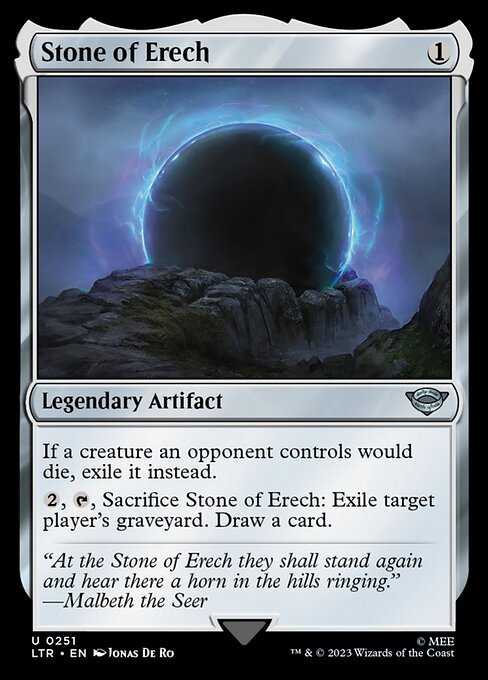 Stone of Erech 1
Legendary Artifact
If a creature an opponent controls would
die, exile it instead.
2, , Sacrifice Stone of Erech: Exile target
player's graveyard. Draw a card.
"At the Stone of Erech they shall stand again
and hear there a horn in the hills ringing."
—Malbeth the Seer
U 0251
LTR • EN Jonas De Ro
© MEE
™ & © 2023 Wizards of the Coast